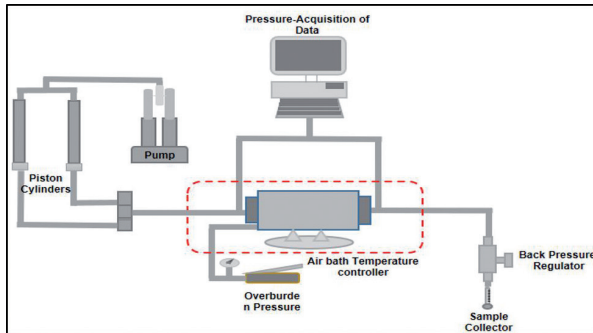 Pressure-Acquisition of
Data
Pump
Piston
Cylinders
Air bath Temperature
controller
Overburde
n Pressure
Back Pressure
Regulator
Sample
Collector